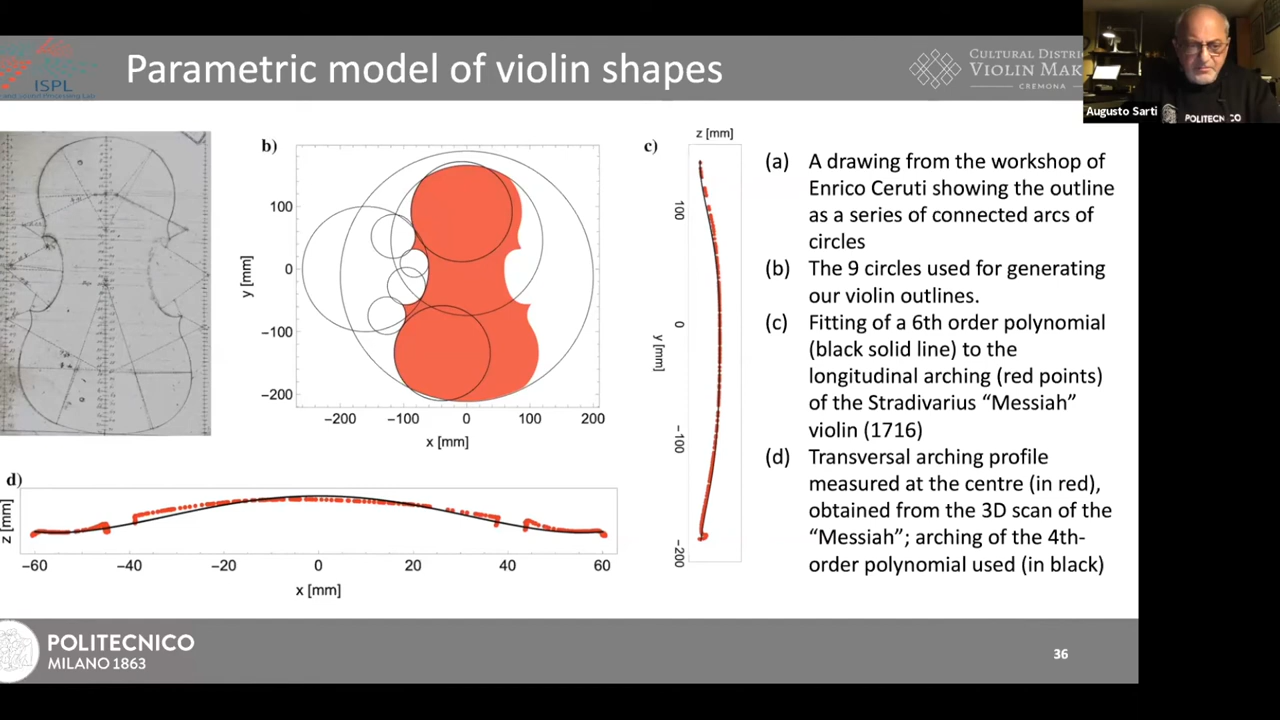 Parametric model of violin shapes
ISPL
CULTURAL DISTR
VIOLIN MAK
CREMONA
Augusto Sarti
POLITECNICO
b)
100
0
−100
−200
y [mm]
−200
−100
0
100
200
x [mm]
c)
z [mm]
100
0
−100
−200
y [mm]
(a) A drawing from the workshop of
Enrico Ceruti showing the outline
as a series of connected arcs of
circles
(b) The 9 circles used for generating
our violin outlines.
(c) Fitting of a 6th order polynomial
(black solid line) to the
longitudinal arching (red points)
of the Stradivarius “Messiah”
violin (1716)
(d) Transversal arching profile
measured at the centre (in red),
obtained from the 3D scan of the
“Messiah”; arching of the 4th-
order polynomial used (in black)
d)
z [mm]
−60
−40
−20
0
20
40
60
x [mm]
POLITECNICO
MILANO 1863
36